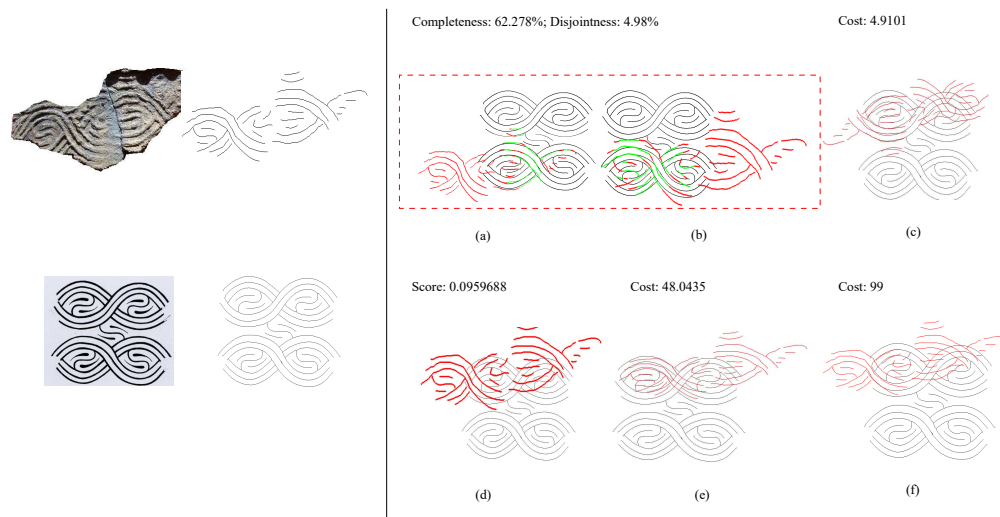 Completeness: 62.278%; Disjointness: 4.98%
Cost: 4.9101
(a)
(b)
(c)
Score: 0.0959688
Cost: 48.0435
Cost: 99
(d)
(e)
(f)